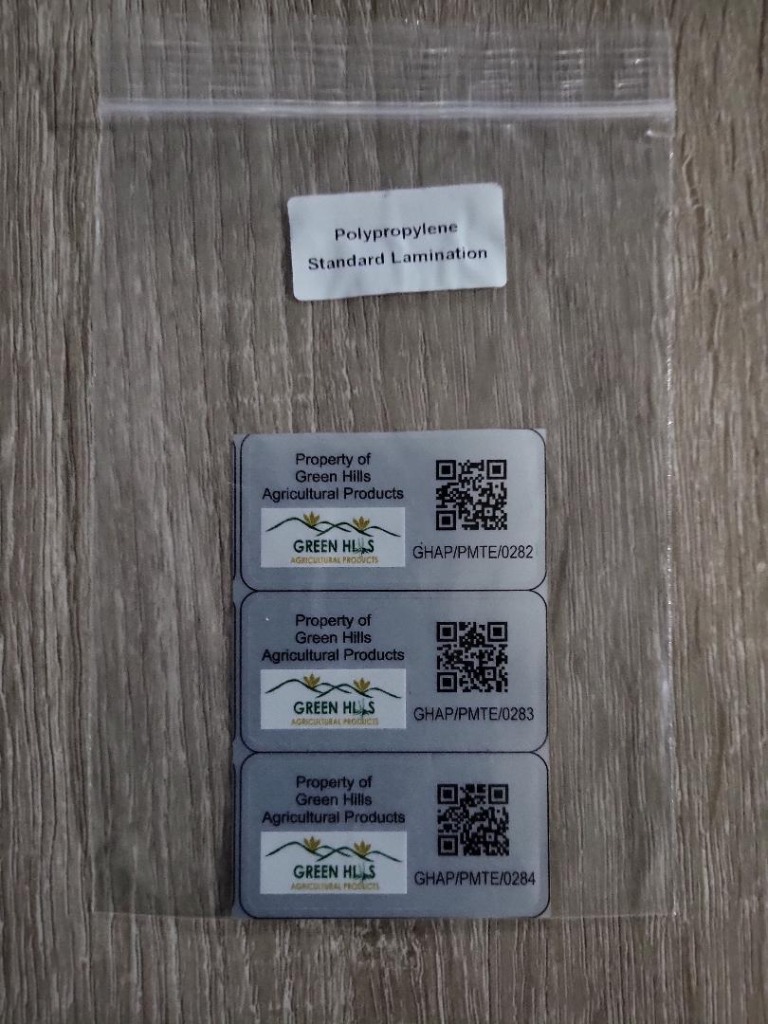 Polypropylene
Standard Lamination
Property of
Green Hills
Agricultural Products
GREEN HILLS
AGRICULTURAL PRODUCTS
GHAP/PMTE/0282
Property of
Green Hills
Agricultural Products
GREEN HILLS
AGRICULTURAL PRODUCTS
GHAP/PMTE/0283
Property of
Green Hills
Agricultural Products
GREEN HILLS
AGRICULTURAL PRODUCTS
GHAP/PMTE/0284